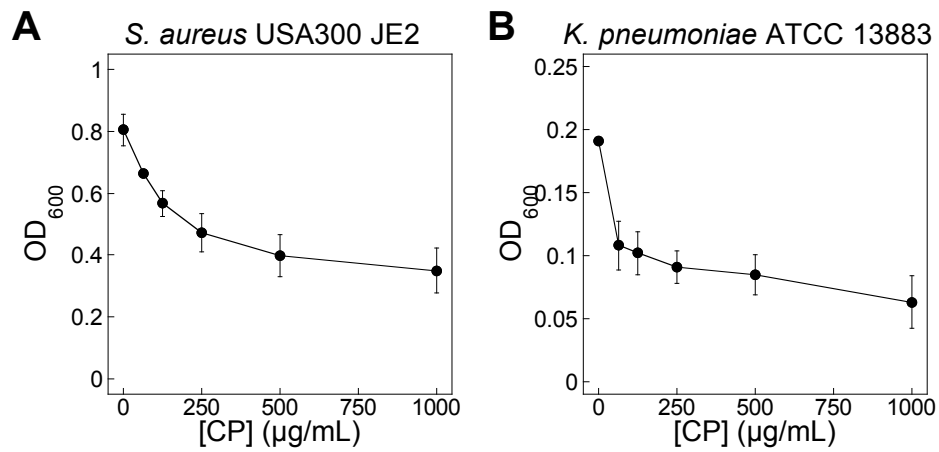 A
S. aureus USA300 JE2
1
0.8
0.6
0.4
0.2
0
OD600
0 250 500 750 1000
[CP] (µg/mL)
B
K. pneumoniae ATCC 13883
0.25
0.2
0.15
0.1
0.05
0
OD600
0 250 500 750 1000
[CP] (µg/mL)